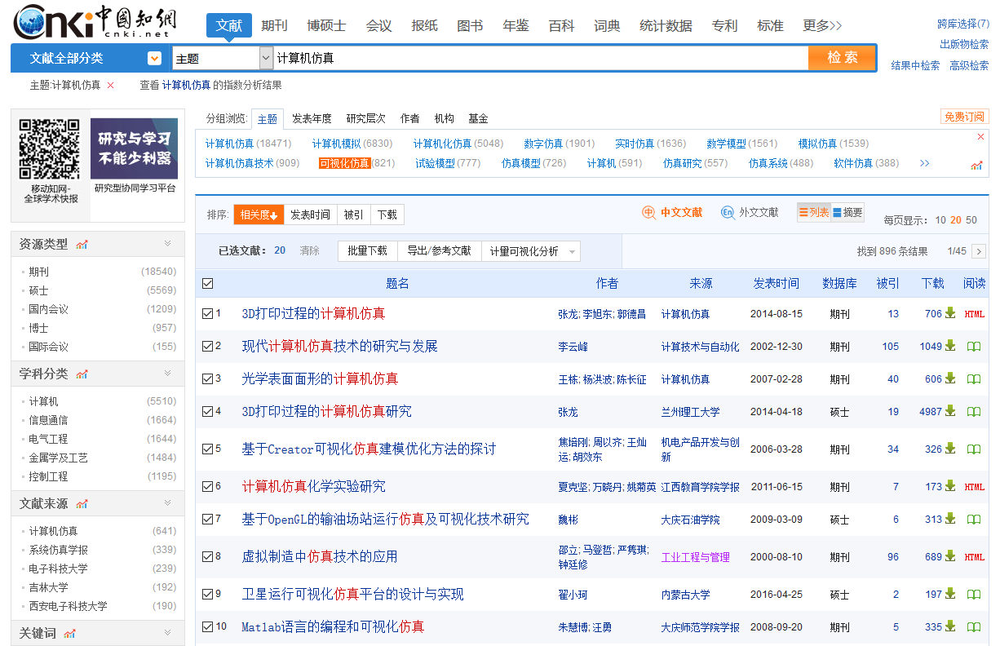 Cnki中國知網
cnki.net
文献 期刊 博硕士 会议 报纸 图书 年鉴 百科 词典 统计数据 专利 标准 更多>>
跨库选择(7)
出版物检索
文献全部分类 主题 计算机仿真 检 索
结果中检索 高级检索
主题:计算机仿真 × 查看 计算机仿真 的指数分析结果
研究与学习
不能少利器
移动知网-
全球学术快报
研究型协同学习平台
分组浏览: 主题 发表年度 研究层次 作者 机构 基金 免费订阅
计算机仿真 (18471) 计算机模拟 (6830) 计算机化仿真 (5048) 数字仿真 (1901) 实时仿真 (1636) 数学模型 (1561) 模拟仿真 (1539) ×
计算机仿真技术 (909) 可视化仿真(821) 试验模型 (777) 仿真模型 (726) 计算机 (591) 仿真研究 (557) 仿真系统 (488) 软件仿真 (388) >>
排序: 相关度 发表时间 被引 下载 中文文献 En 外文文献 列表 摘要 每页显示: 10 20 50
已选文献: 20 清除 批量下载 导出/参考文献 计量可视化分析 找到 896 条结果 1/45 >
资源类型
期刊 (18540)
硕士 (5569)
国内会议 (1209)
博士 (957)
国际会议 (155)
学科分类
计算机 (5510)
信息通信 (1664)
电气工程 (1644)
金属学及工艺 (1484)
控制工程 (1195)
文献来源
计算机仿真 (641)
系统仿真学报 (339)
电子科技大学 (239)
吉林大学 (192)
西安电子科技大学 (190)
关键词
题名 作者 来源 发表时间 数据库 被引 下载 阅读
1 3D打印过程的计算机仿真 张龙; 李旭东; 郭德昌 计算机仿真 2014-08-15 期刊 13 706 HTML
2 现代计算机仿真技术的研究与发展 李云峰 计算技术与自动化 2002-12-30 期刊 105 1049
3 光学表面面形的计算机仿真 王栋; 杨洪波; 陈长征 计算机仿真 2007-02-28 期刊 40 606
4 3D打印过程的计算机仿真研究 张龙 兰州理工大学 2014-04-18 硕士 19 4987
5 基于Creator可视化仿真建模优化方法的探讨 焦培刚; 周以齐; 王灿运; 胡效东 机电产品开发与创新 2006-03-28 期刊 34 326
6 计算机仿真化学实验研究 夏克坚; 万晓丹; 姚菊英 江西教育学院学报 2011-06-15 期刊 7 173 HTML
7 基于OpenGL的输油场站运行仿真及可视化技术研究 魏彬 大庆石油学院 2009-03-09 硕士 6 313
8 虚拟制造中仿真技术的应用 邵立; 马登哲; 严隽琪; 钟廷修 工业工程与管理 2000-08-10 期刊 96 689 HTML
9 卫星运行可视化仿真平台的设计与实现 翟小珂 内蒙古大学 2016-04-25 硕士 2 197
10 Matlab语言的编程和可视化仿真 朱慧博; 汪勇 大庆师范学院学报 2008-09-20 期刊 5 335